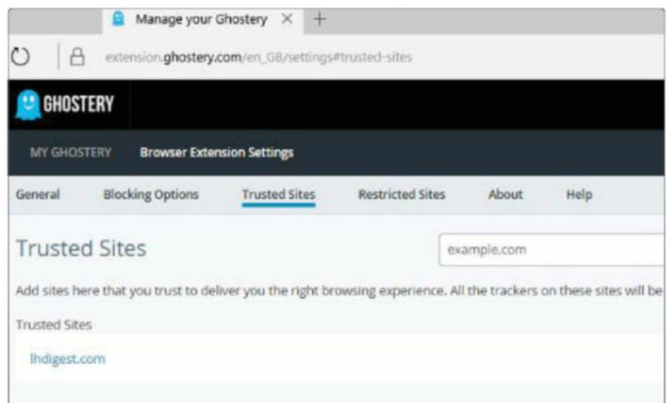 Manage your Ghostery × +
extension.ghostery.com/en_GB/settings#trusted-sites
GHOSTERY
MY GHOSTERY Browser Extension Settings
General Blocking Options Trusted Sites Restricted Sites About Help
Trusted Sites example.com
Add sites here that you trust to deliver you the right browsing experience. All the trackers on these sites will be
Trusted Sites
lhdigest.com